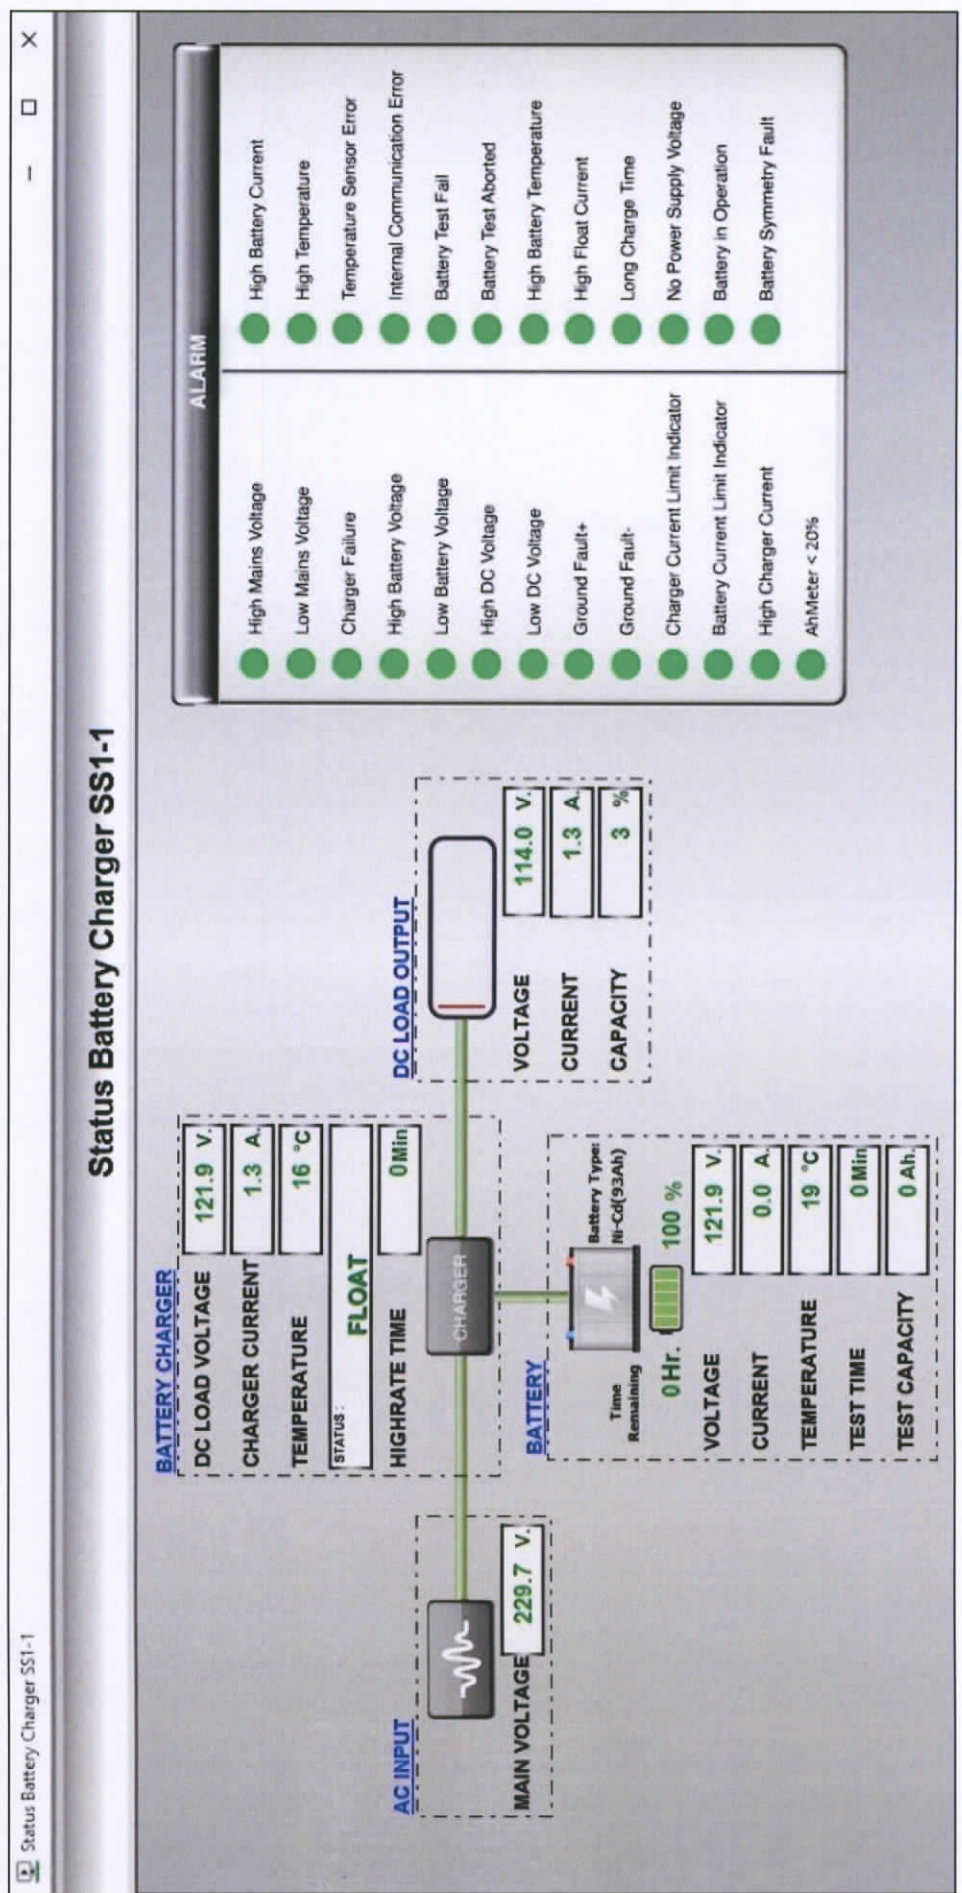 Status Battery Charger SS1-1
Status Battery Charger SS1-1
BATTERY CHARGER
DC LOAD VOLTAGE 121.9 V.
CHARGER CURRENT 1.3 A.
TEMPERATURE 16 °C
STATUS :
FLOAT
HIGHRATE TIME 0 Min
AC INPUT
MAIN VOLTAGE 229.7 V.
CHARGER
DC LOAD OUTPUT
VOLTAGE 114.0 V.
CURRENT 1.3 A.
CAPACITY 3 %
BATTERY
Battery Type:
Ni-Cd(93Ah)
Time
Remaining
0 Hr. 100 %
VOLTAGE 121.9 V.
CURRENT 0.0 A.
TEMPERATURE 19 °C
TEST TIME 0 Min
TEST CAPACITY 0 Ah.
ALARM
High Mains Voltage
Low Mains Voltage
Charger Failure
High Battery Voltage
Low Battery Voltage
High DC Voltage
Low DC Voltage
Ground Fault+
Ground Fault-
Charger Current Limit Indicator
Battery Current Limit Indicator
High Charger Current
AhMeter < 20%
High Battery Current
High Temperature
Temperature Sensor Error
Internal Communication Error
Battery Test Fail
Battery Test Aborted
High Battery Temperature
High Float Current
Long Charge Time
No Power Supply Voltage
Battery in Operation
Battery Symmetry Fault